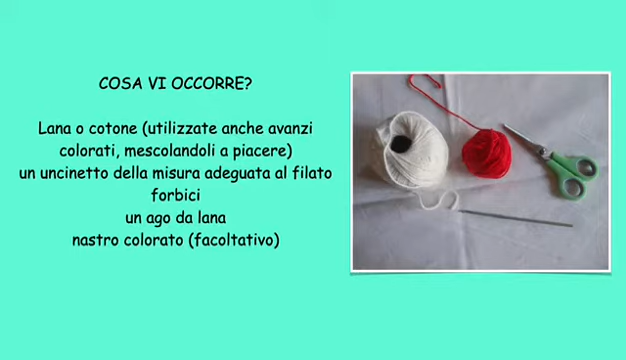 COSA VI OCCORRE?
Lana o cotone (utilizzate anche avanzi
colorati, mescolandoli a piacere)
un uncinetto della misura adeguata al filato
forbici
un ago da lana
nastro colorato (facoltativo)